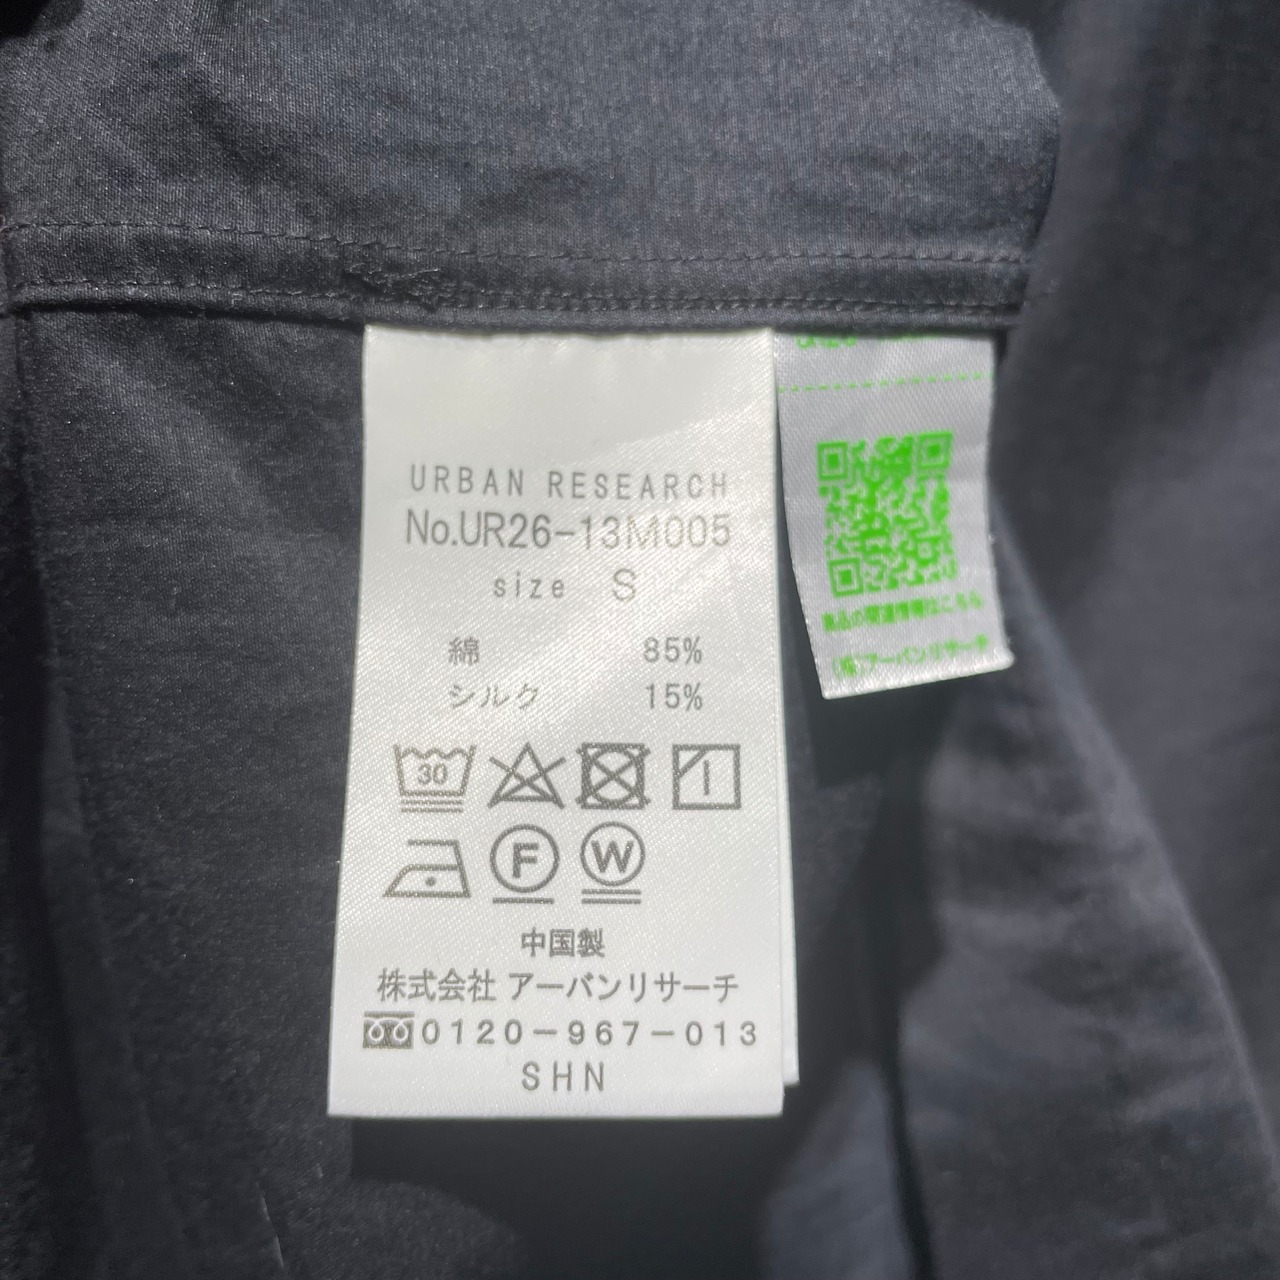 URBAN RESEARCH
No.UR26-13M005
size S
綿 85%
シルク 15%
30
F W
中国製
株式会社 アーバンリサーチ
0120-967-013
SHN
商品の関連情報はこちら
(株)アーバンリサーチ